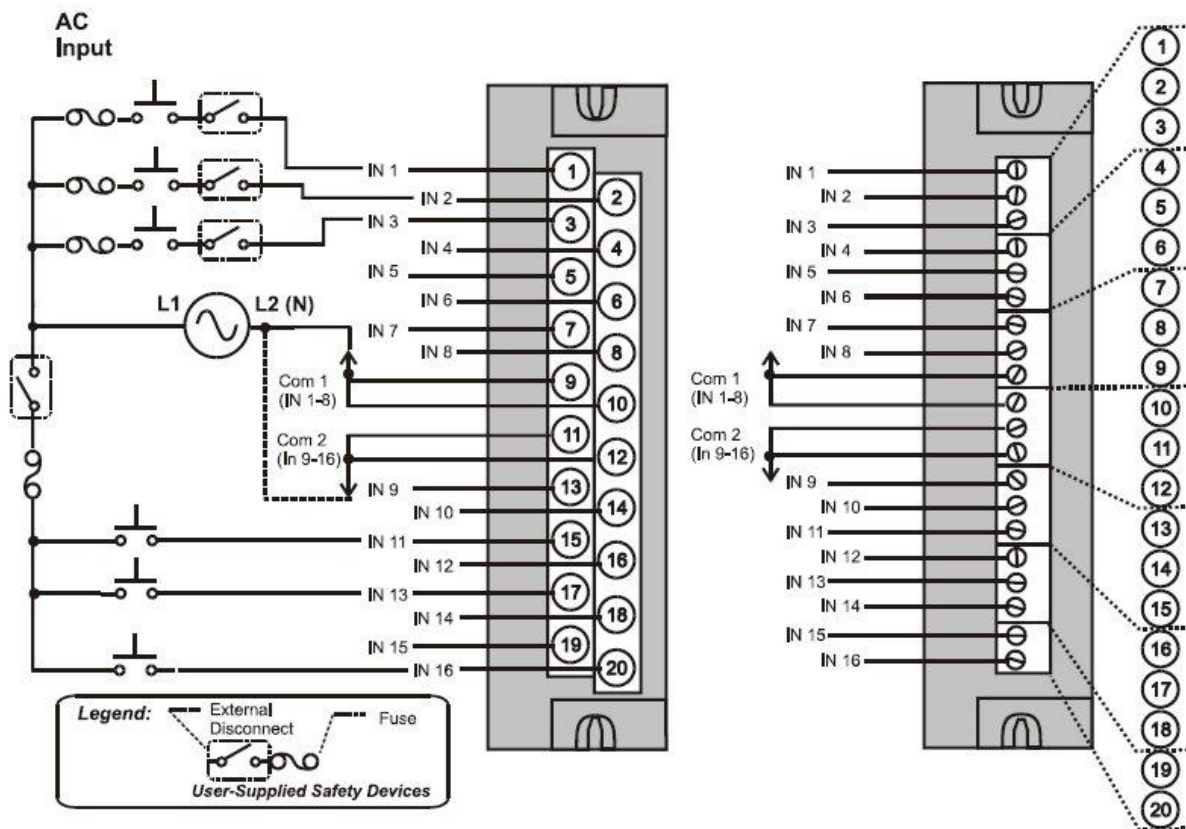 AC
Input
IN 1
IN 2
IN 3
IN 4
IN 5
IN 6
L1
L2 (N)
IN 7
IN 8
Com 1
(IN 1-8)
Com 2
(In 9-16)
IN 9
IN 10
IN 11
IN 12
IN 13
IN 14
IN 15
IN 16
1
2
3
4
5
6
7
8
9
10
11
12
13
14
15
16
17
18
19
20
Legend:
External
Disconnect
Fuse
User-Supplied Safety Devices
IN 1
IN 2
IN 3
IN 4
IN 5
IN 6
IN 7
IN 8
Com 1
(IN 1-8)
Com 2
(In 9-16)
IN 9
IN 10
IN 11
IN 12
IN 13
IN 14
IN 15
IN 16
1
2
3
4
5
6
7
8
9
10
11
12
13
14
15
16
17
18
19
20